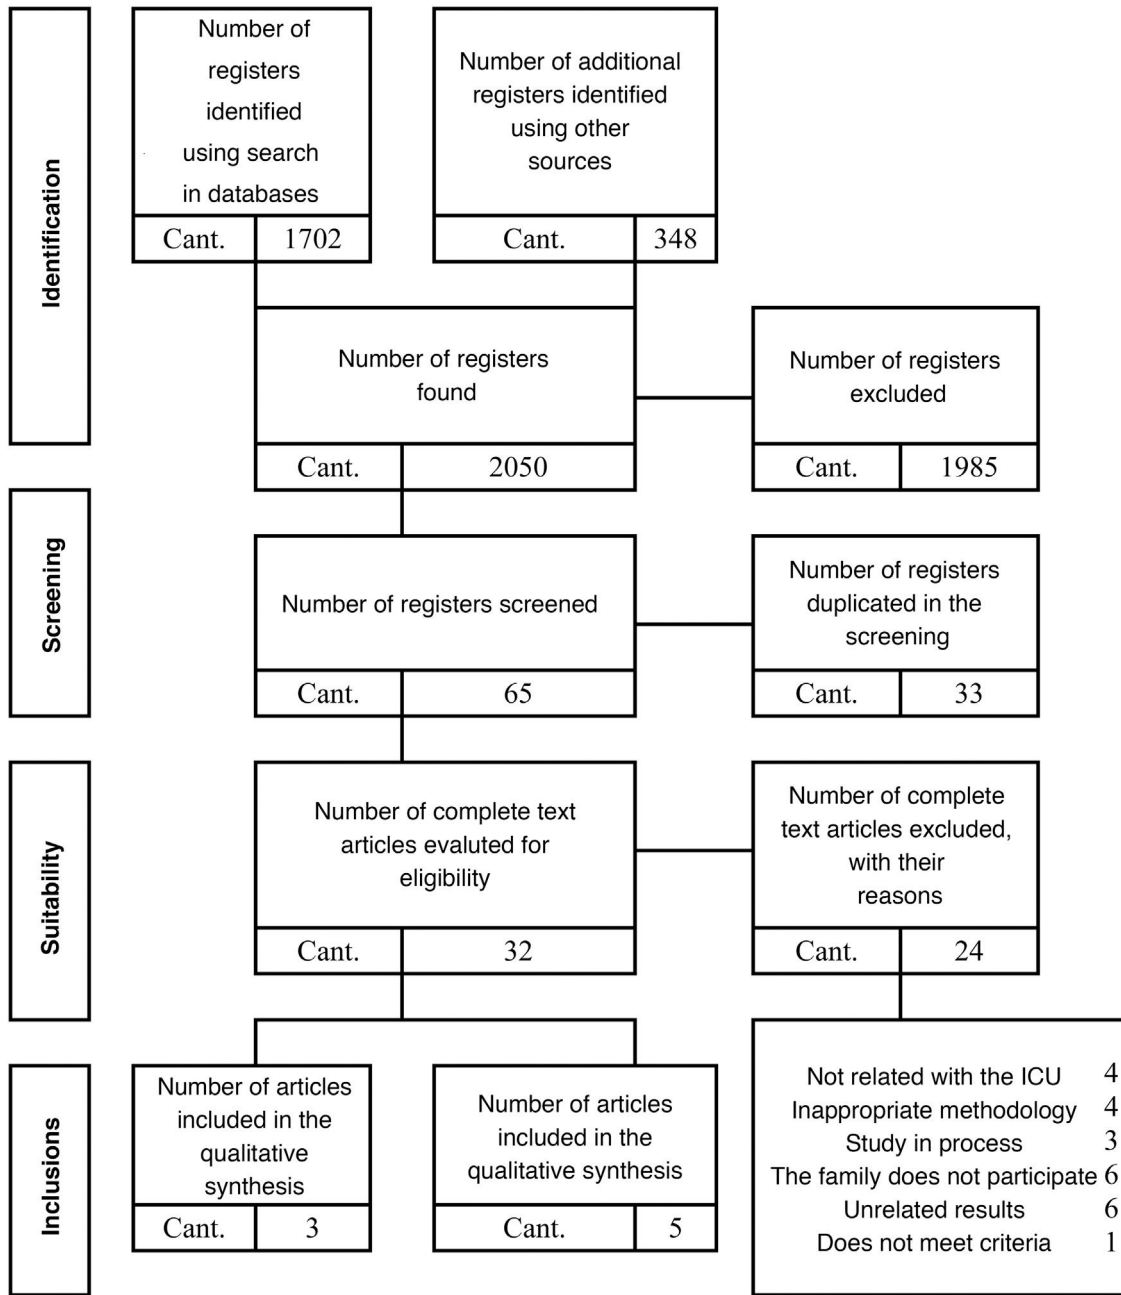 Identification
Number of
registers
identified
using search
in databases
Cant. 1702
Number of additional
registers identified
using other
sources
Cant. 348
Number of registers
found
Cant. 2050
Number of registers
excluded
Cant. 1985
Screening
Number of registers screened
Cant. 65
Number of registers
duplicated in the
screening
Cant. 33
Suitability
Number of complete text
articles evaluted for
eligibility
Cant. 32
Number of complete
text articles excluded,
with their
reasons
Cant. 24
Inclusions
Number of articles
included in the
qualitative
synthesis
Cant. 3
Number of articles
included in the
qualitative synthesis
Cant. 5
Not related with the ICU 4
Inappropriate methodology 4
Study in process 3
The family does not participate 6
Unrelated results 6
Does not meet criteria 1